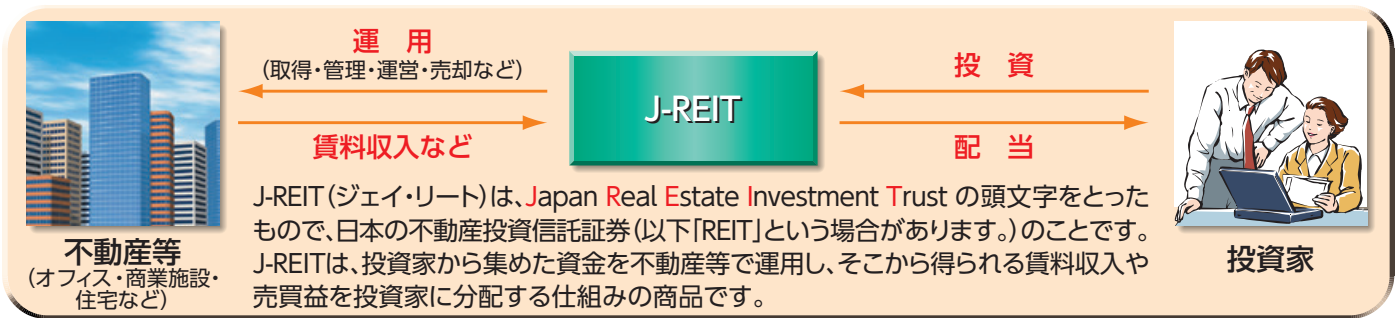 運　用
(取得・管理・運営・売却など)
賃料収入など
J-REIT
投　資
配　当
不動産等
(オフィス・商業施設・
住宅など)
J-REIT(ジェイ・リート)は、Japan Real Estate Investment Trust の頭文字をとった
もので、日本の不動産投資信託証券(以下「REIT」という場合があります。)のことです。
J-REITは、投資家から集めた資金を不動産等で運用し、そこから得られる賃料収入や
売買益を投資家に分配する仕組みの商品です。
投資家